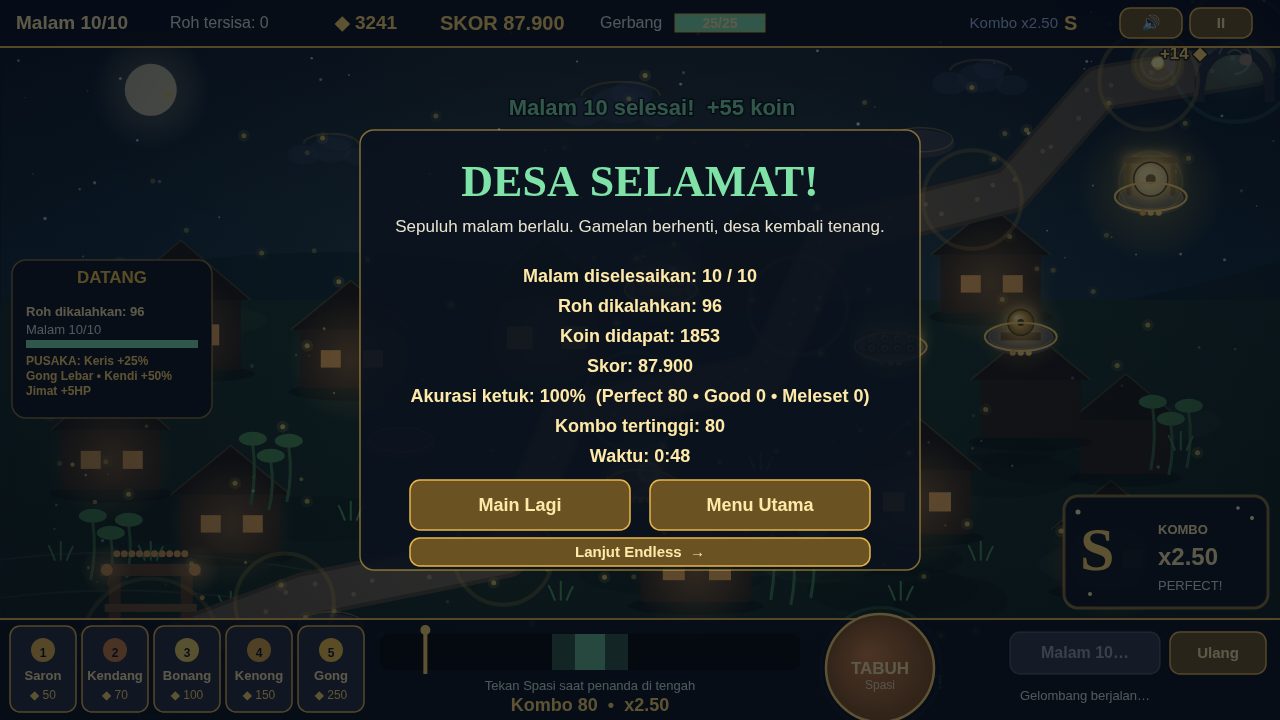 Malam 10/10
Roh tersisa: 0
◆ 3241
SKOR 87.900
Gerbang 25/25
Kombo x2.50 S
+14 ◆
Malam 10 selesai! +55 koin
DESA SELAMAT!
Sepuluh malam berlalu. Gamelan berhenti, desa kembali tenang.
Malam diselesaikan: 10 / 10
Roh dikalahkan: 96
Koin didapat: 1853
Skor: 87.900
Akurasi ketuk: 100% (Perfect 80 • Good 0 • Meleset 0)
Kombo tertinggi: 80
Waktu: 0:48
Main Lagi
Menu Utama
Lanjut Endless →
DATANG
Roh dikalahkan: 96
Malam 10/10
PUSAKA: Keris +25%
Gong Lebar • Kendi +50%
Jimat +5HP
S
KOMBO
x2.50
PERFECT!
1
Saron
◆ 50
2
Kendang
◆ 70
3
Bonang
◆ 100
4
Kenong
◆ 150
5
Gong
◆ 250
Tekan Spasi saat penanda di tengah
Kombo 80 • x2.50
TABUH
Spasi
Malam 10…
Ulang
Gelombang berjalan…